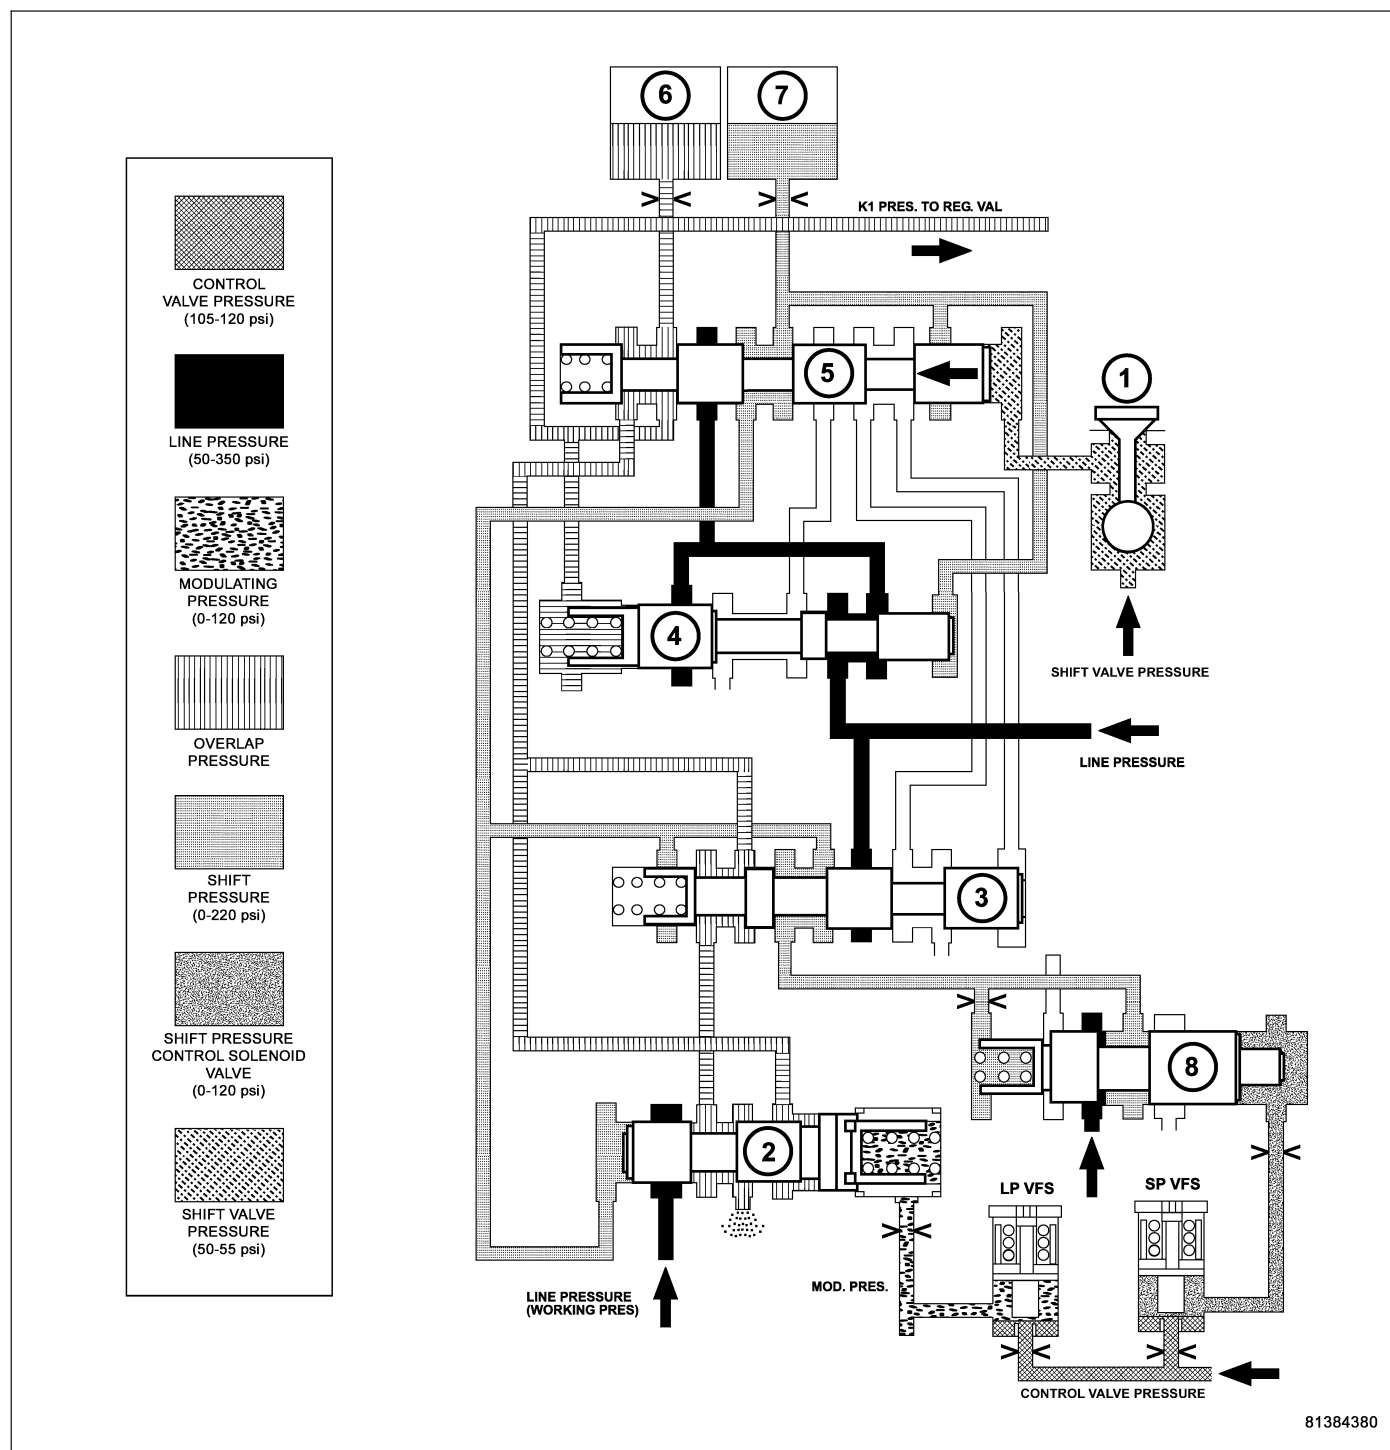 6
7
K1 PRES. TO REG. VAL
CONTROL
VALVE PRESSURE
(105-120 psi)
LINE PRESSURE
(50-350 psi)
MODULATING
PRESSURE
(0-120 psi)
OVERLAP
PRESSURE
SHIFT
PRESSURE
(0-220 psi)
SHIFT PRESSURE
CONTROL SOLENOID
VALVE
(0-120 psi)
SHIFT VALVE
PRESSURE
(50-55 psi)
5
1
4
SHIFT VALVE PRESSURE
LINE PRESSURE
3
8
2
LP VFS
SP VFS
MOD. PRES.
LINE PRESSURE
(WORKING PRES)
CONTROL VALVE PRESSURE
81384380